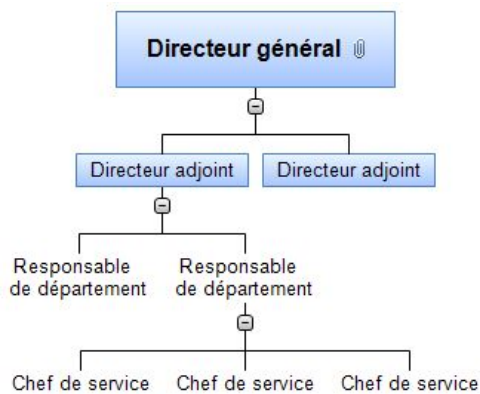 Directeur général
Directeur adjoint
Directeur adjoint
Responsable
de département
Responsable
de département
Chef de service
Chef de service
Chef de service